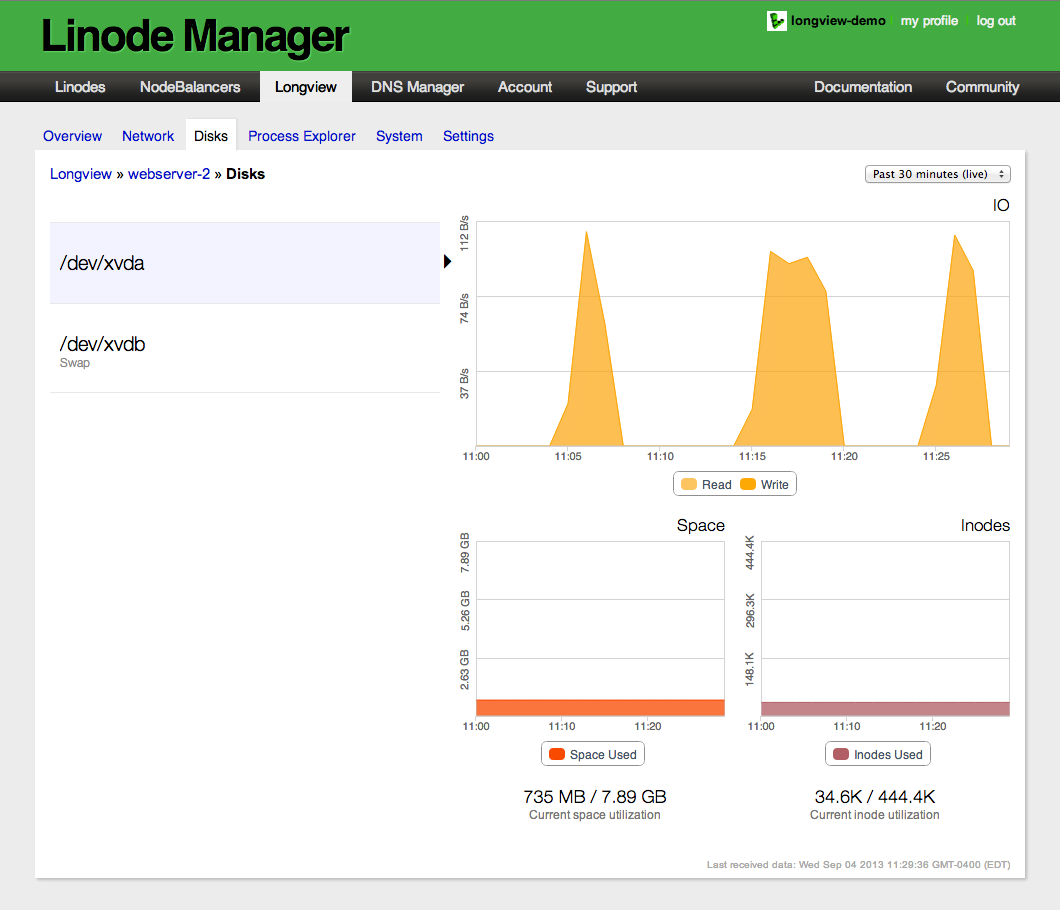 Linode Manager
longview-demo my profile log out
Linodes NodeBalancers Longview DNS Manager Account Support Documentation Community
Overview Network Disks Process Explorer System Settings
Longview » webserver-2 » Disks
Past 30 minutes (live)
/dev/xvda
/dev/xvdb
Swap
IO
112 B/s
74 B/s
37 B/s
11:00 11:05 11:10 11:15 11:20 11:25
Read Write
Space
7.89 GB
5.26 GB
2.63 GB
11:00 11:10 11:20
Space Used
735 MB / 7.89 GB
Current space utilization
Inodes
444.4K
296.3K
148.1K
11:00 11:10 11:20
Inodes Used
34.6K / 444.4K
Current inode utilization
Last received data: Wed Sep 04 2013 11:29:36 GMT-0400 (EDT)